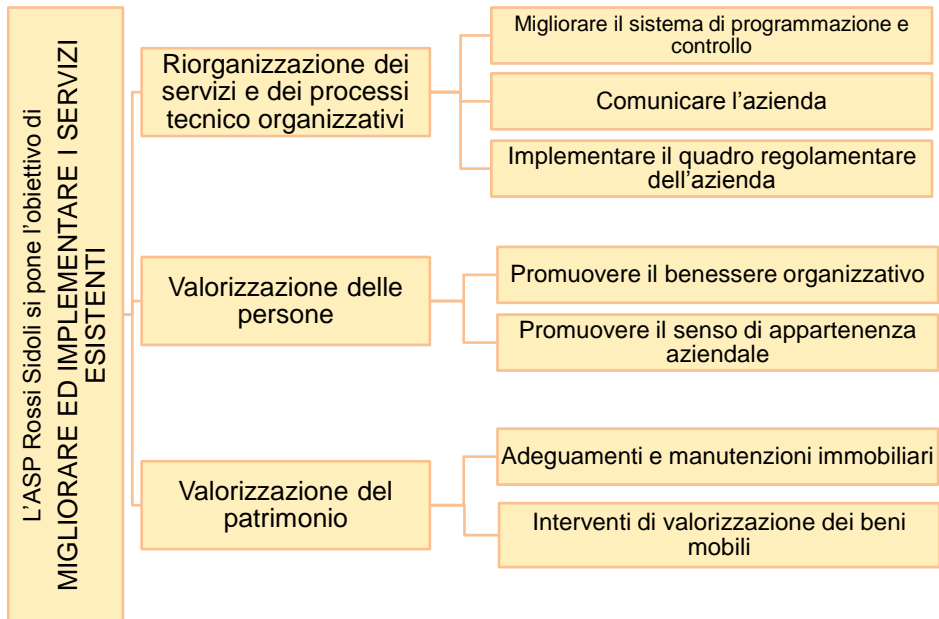 L'ASP Rossi Sidoli si pone l'obiettivo di
MIGLIORARE ED IMPLEMENTARE I SERVIZI
ESISTENTI
Riorganizzazione dei
servizi e dei processi
tecnico organizzativi
Migliorare il sistema di programmazione e
controllo
Comunicare l'azienda
Implementare il quadro regolamentare
dell'azienda
Valorizzazione delle
persone
Promuovere il benessere organizzativo
Promuovere il senso di appartenenza
aziendale
Valorizzazione del
patrimonio
Adeguamenti e manutenzioni immobiliari
Interventi di valorizzazione dei beni
mobili